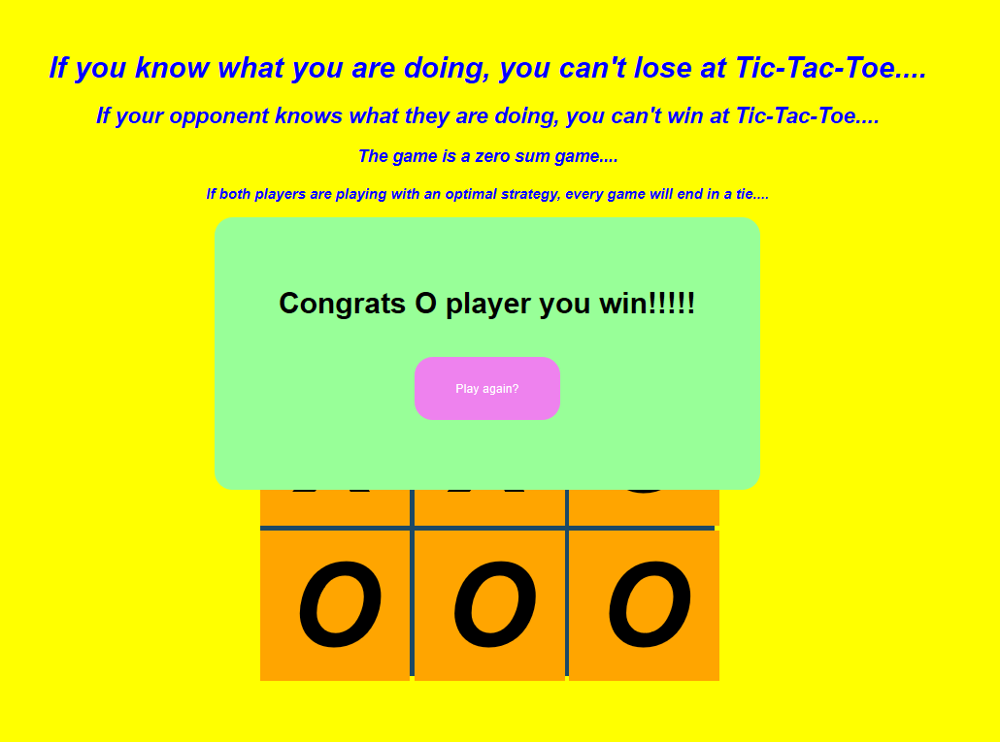 If you know what you are doing, you can't lose at Tic-Tac-Toe....
If your opponent knows what they are doing, you can't win at Tic-Tac-Toe....
The game is a zero sum game....
If both players are playing with an optimal strategy, every game will end in a tie....
Congrats O player you win!!!!!
Play again?
O O O